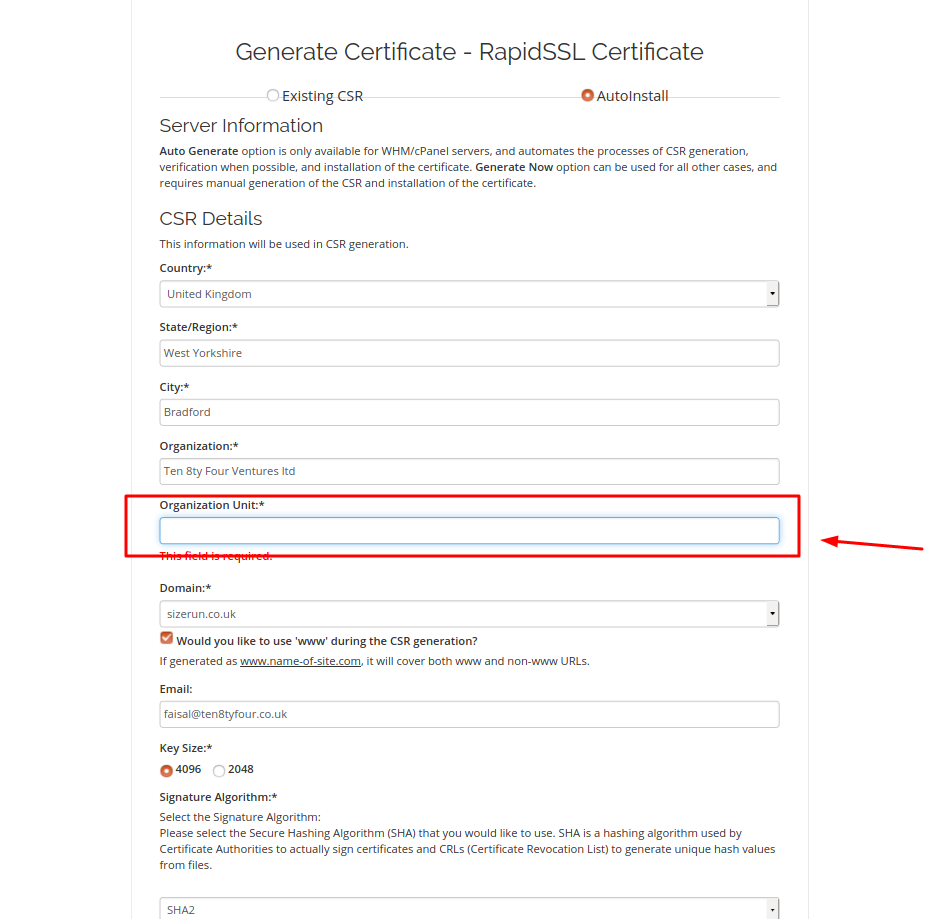 Generate Certificate - RapidSSL Certificate
Existing CSR AutoInstall
Server Information
Auto Generate option is only available for WHM/cPanel servers, and automates the processes of CSR generation,
verification when possible, and installation of the certificate. Generate Now option can be used for all other cases, and
requires manual generation of the CSR and installation of the certificate.
CSR Details
This information will be used in CSR generation.
Country:*
United Kingdom
State/Region:*
West Yorkshire
City:*
Bradford
Organization:*
Ten 8ty Four Ventures ltd
Organization Unit:*
This field is required.
Domain:*
sizerun.co.uk
Would you like to use 'www' during the CSR generation?
If generated as www.name-of-site.com, it will cover both www and non-www URLs.
Email:
faisal@ten8tyfour.co.uk
Key Size:*
4096 2048
Signature Algorithm:*
Select the Signature Algorithm:
Please select the Secure Hashing Algorithm (SHA) that you would like to use. SHA is a hashing algorithm used by
Certificate Authorities to actually sign certificates and CRLs (Certificate Revocation List) to generate unique hash values
from files.
SHA2